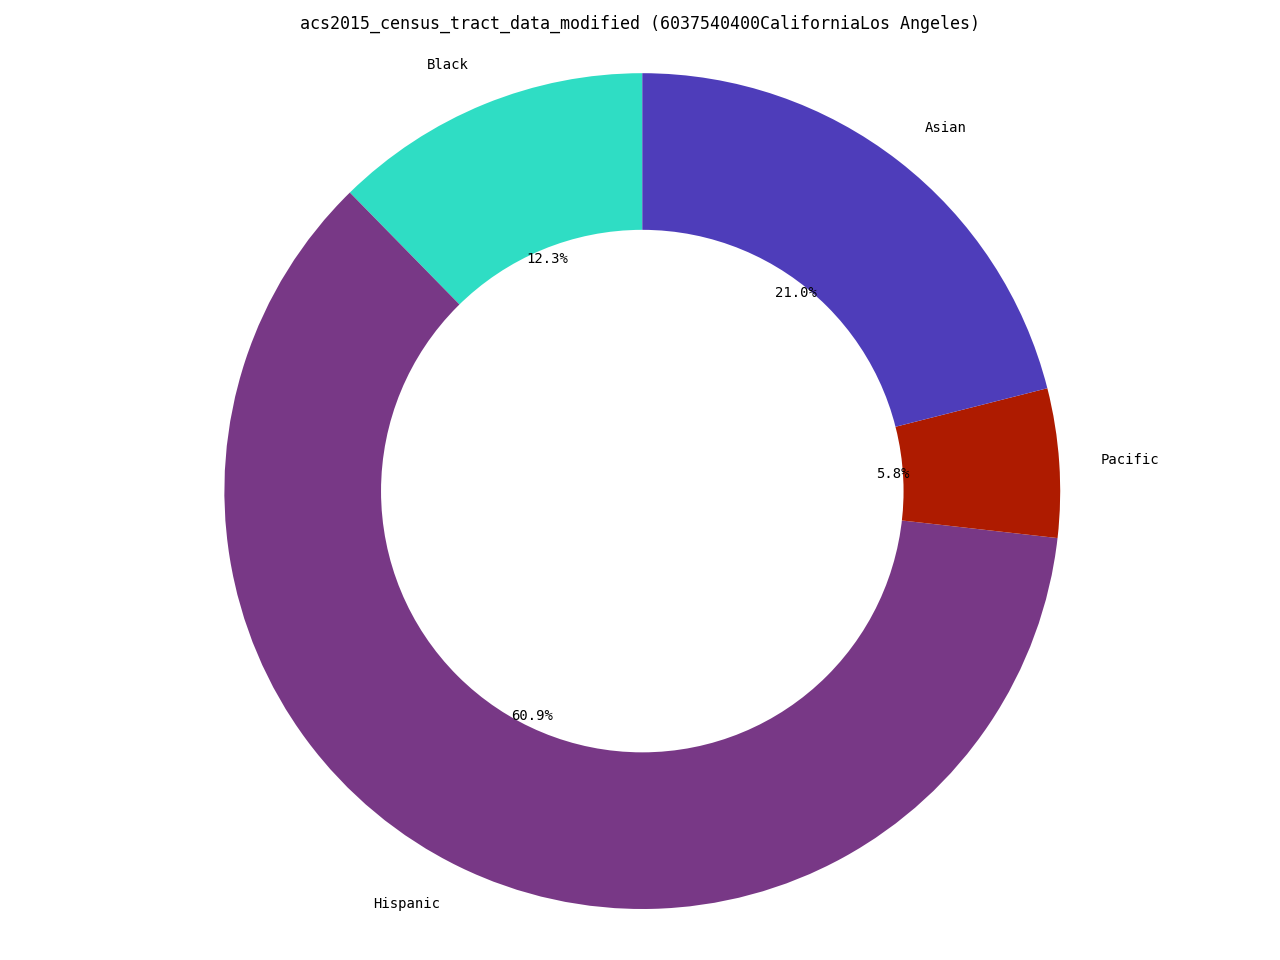 acs2015_census_tract_data_modified (6037540400CaliforniaLos Angeles)
Black
Asian
12.3%
21.0%
Pacific
5.8%
60.9%
Hispanic